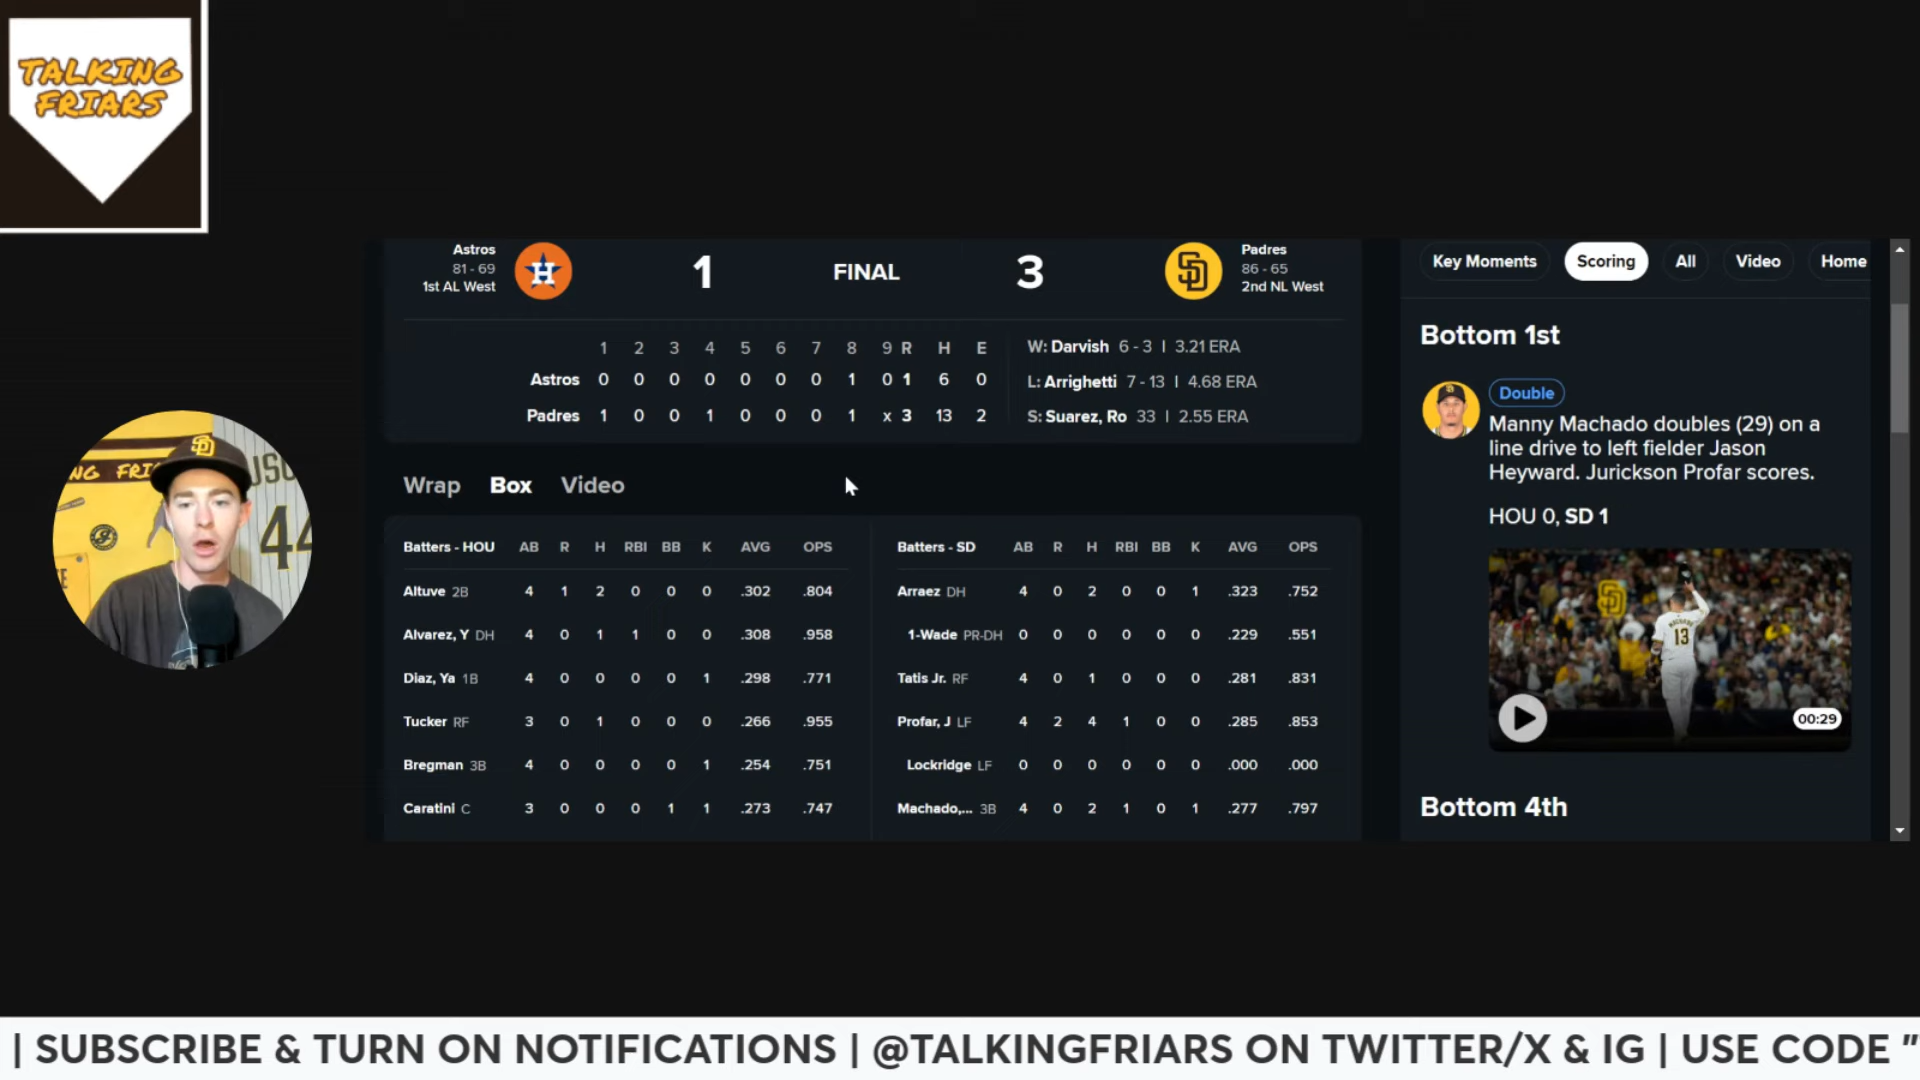 TALKING
FRIARS
Astros
81 - 69
1st AL West
H
1
FINAL
3
SD
Padres
86 - 65
2nd NL West
1 2 3 4 5 6 7 8 9 R H E
Astros 0 0 0 0 0 0 0 1 0 1 6 0
Padres 1 0 0 1 0 0 0 1 x 3 13 2
W: Darvish 6 - 3 | 3.21 ERA
L: Arrighetti 7 - 13 | 4.68 ERA
S: Suarez, Ro 33 | 2.55 ERA
Wrap Box Video
Batters - HOU AB R H RBI BB K AVG OPS
Altuve 2B 4 1 2 0 0 0 .302 .804
Alvarez, Y DH 4 0 1 1 0 0 .308 .958
Diaz, Ya 1B 4 0 0 0 0 1 .298 .771
Tucker RF 3 0 1 0 0 0 .266 .955
Bregman 3B 4 0 0 0 0 1 .254 .751
Caratini C 3 0 0 0 1 1 .273 .747
Batters - SD AB R H RBI BB K AVG OPS
Arraez DH 4 0 2 0 0 1 .323 .752
1-Wade PR-DH 0 0 0 0 0 0 .229 .551
Tatis Jr. RF 4 0 1 0 0 0 .281 .831
Profar, J LF 4 2 4 1 0 0 .285 .853
Lockridge LF 0 0 0 0 0 0 .000 .000
Machado,... 3B 4 0 2 1 0 1 .277 .797
Key Moments Scoring All Video Home
Bottom 1st
Double
Manny Machado doubles (29) on a
line drive to left fielder Jason
Heyward. Jurickson Profar scores.
HOU 0, SD 1
SD
MACHADO
13
00:29
Bottom 4th
SD
NG FRI
44
| SUBSCRIBE & TURN ON NOTIFICATIONS | @TALKINGFRIARS ON TWITTER/X & IG | USE CODE "